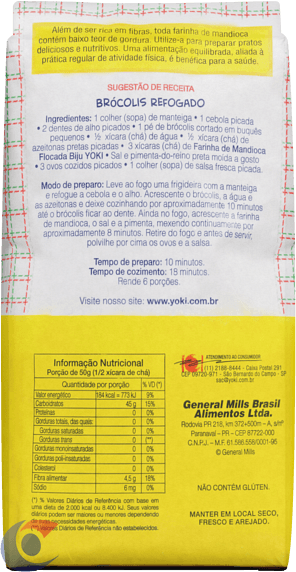 Além de ser rica em fibras, toda farinha de mandioca
contém baixo teor de gordura. Utilize-a para preparar pratos
deliciosos e nutritivos. Uma alimentação equilibrada, aliada à
prática regular de atividade física, é benéfica para a saúde.
SUGESTÃO DE RECEITA
BRÓCOLIS REFOGADO
Ingredientes: 1 colher (sopa) de manteiga • 1 cebola picada
• 2 dentes de alho picados • 1 pé de brócolis cortado em buquês
pequenos • ½ xícara (chá) de água • ½ xícara (chá) de
azeitonas pretas picadas • 3 xícaras (chá) de Farinha de Mandioca
Flocada Biju YOKI • Sal e pimenta-do-reino preta moída a gosto
• 3 ovos cozidos picados • 1 colher (sopa) de salsa fresca picada.
Modo de preparo: Leve ao fogo uma frigideira com a manteiga
e refogue a cebola e o alho. Acrescente o brócolis, a água e
as azeitonas e deixe cozinhando por aproximadamente 10 minutos
até o brócolis ficar ao dente. Ainda no fogo, acrescente a farinha
de mandioca, o sal e a pimenta, mexendo continuamente por
aproximadamente 8 minutos. Retire do fogo e antes de servir,
polvilhe por cima os ovos e a salsa.
Tempo de preparo: 10 minutos.
Tempo de cozimento: 18 minutos.
Rende 6 porções.
Visite nosso site: www.yoki.com.br
Informação Nutricional
Porção de 50g (1/2 xícara de chá)
Quantidade por porção % VD (*)
Valor energético 184 kcal = 773 kJ 9%
Carboidratos 45 g 15%
Proteínas 0 0%
Gorduras totais, das quais: 0 0%
Gorduras saturadas 0 0%
Gorduras trans 0 (**)
Gorduras monoinsaturadas 0 0%
Gorduras poli-insaturadas 0 0%
Colesterol 0 0%
Fibra alimentar 4,5 g 18%
Sódio 6 mg 0%
(*) % Valores Diários de Referência com base em
uma dieta de 2.000 kcal ou 8.400 kJ. Seus valores
diários podem ser maiores ou menores dependendo
de suas necessidades energéticas.
(**) Valores Diários de Referência não estabelecidos.
ATENDIMENTO AO CONSUMIDOR
(11) 2188-8444 - Caixa Postal 291
CEP 09720-971 - São Bernardo do Campo - SP
sac@yoki.com.br
General Mills Brasil
Alimentos Ltda.
Rodovia PR 218, km 372+500m – A, s/nº
Paranavaí – PR – CEP 87722-000
C.N.P.J. – M.F. 61.586.558/0001-95
© General Mills
NÃO CONTÉM GLÚTEN.
MANTER EM LOCAL SECO,
FRESCO E AREJADO.